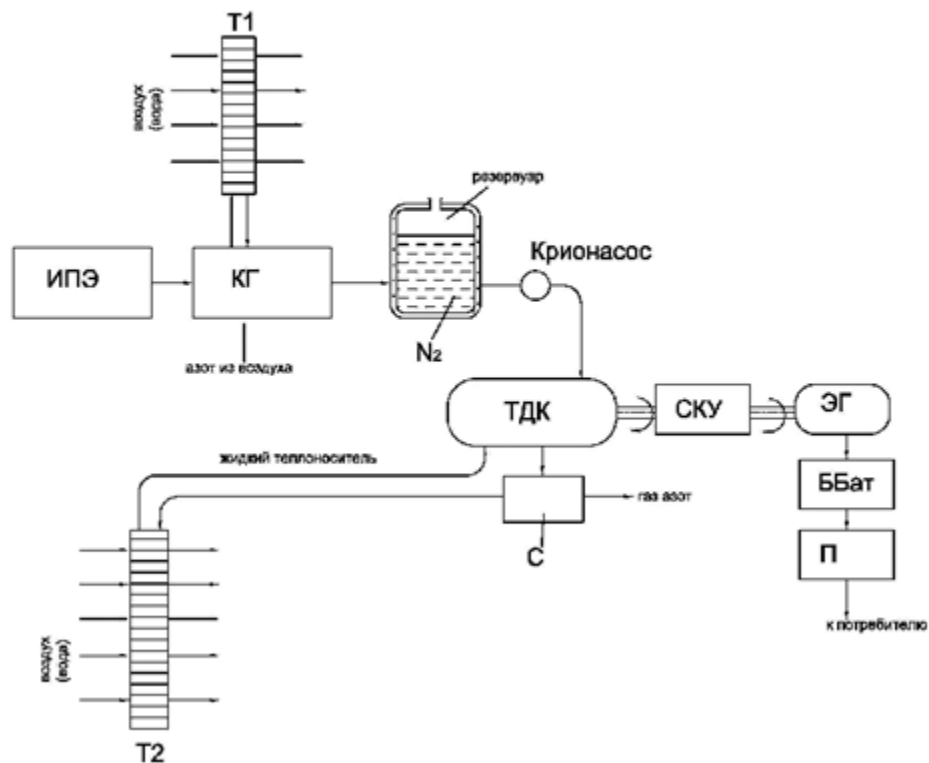 Т1
воздух
(вода)
резервуар
ИПЭ
КГ
Крионасос
N₂
азот из воздуха
ТДК
СКУ
ЭГ
жидкий теплоноситель
ББат
газ азот
С
П
воздух
(вода)
к потребителю
Т2